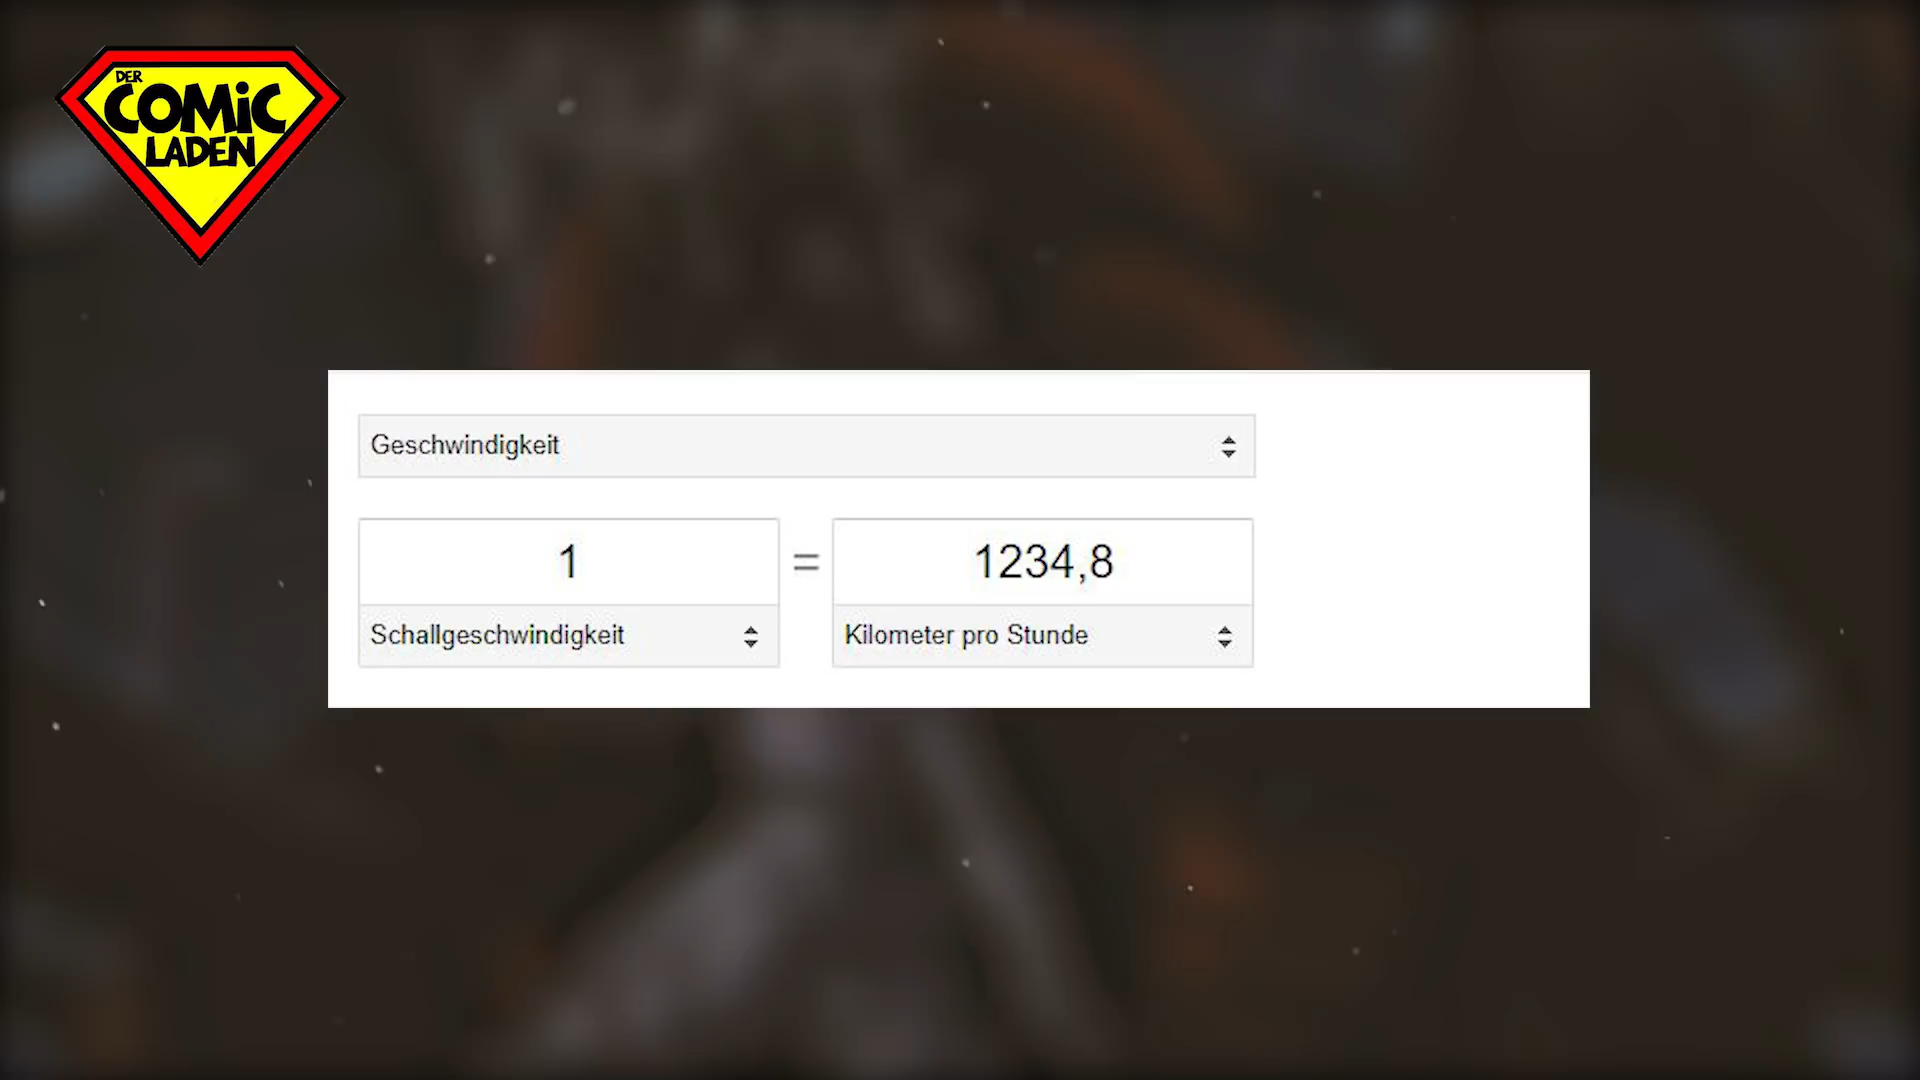 DER
COMiC
LADEN
Geschwindigkeit
1 = 1234,8
Schallgeschwindigkeit Kilometer pro Stunde